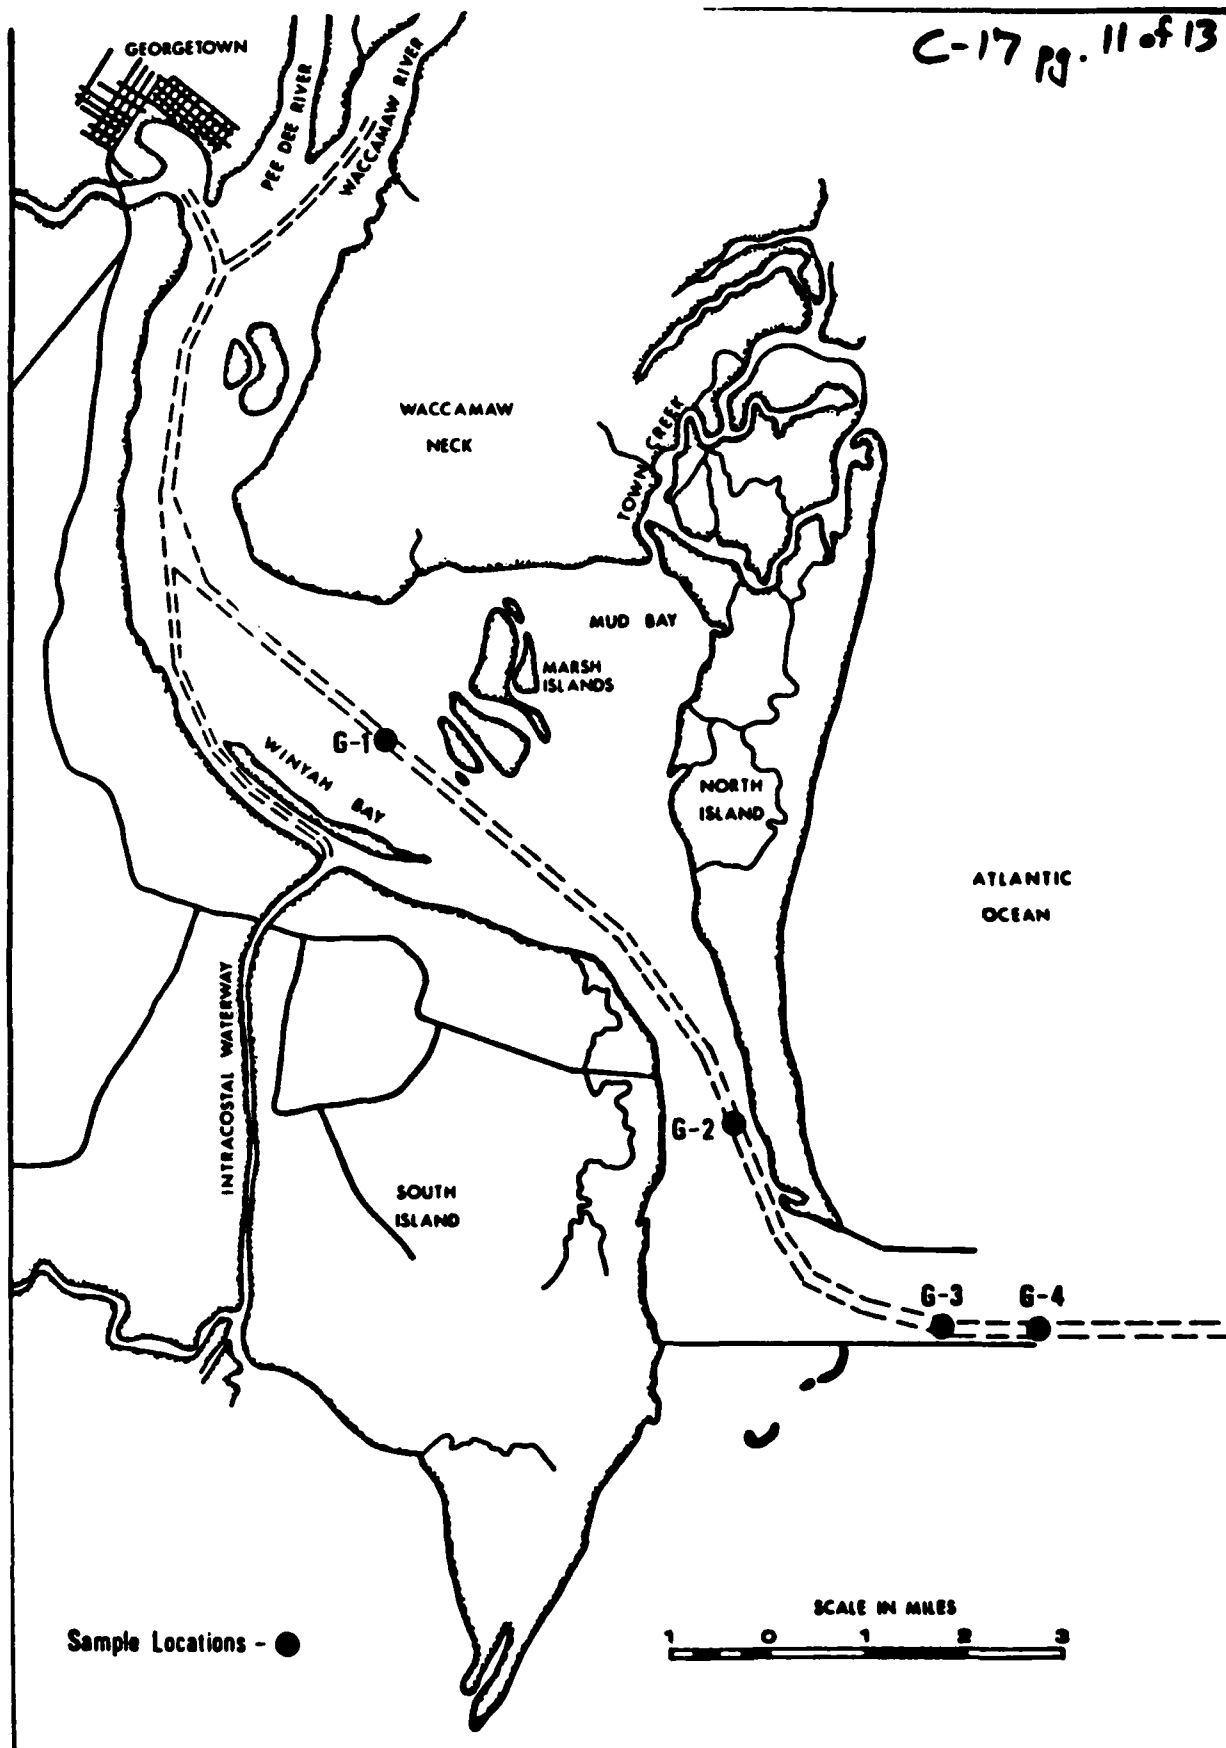 C-17 pg. 11 of 13
GEORGETOWN
PEE DEE RIVER
WACCAMAW RIVER
WACCAMAW
NECK
TOWN CREEK
MUD BAY
MARSH
ISLANDS
G-1
WINYAH BAY
NORTH
ISLAND
ATLANTIC
OCEAN
INTRACOSTAL WATERWAY
G-2
SOUTH
ISLAND
G-3
G-4
SCALE IN MILES
1 0 1 2 3
Sample Locations -